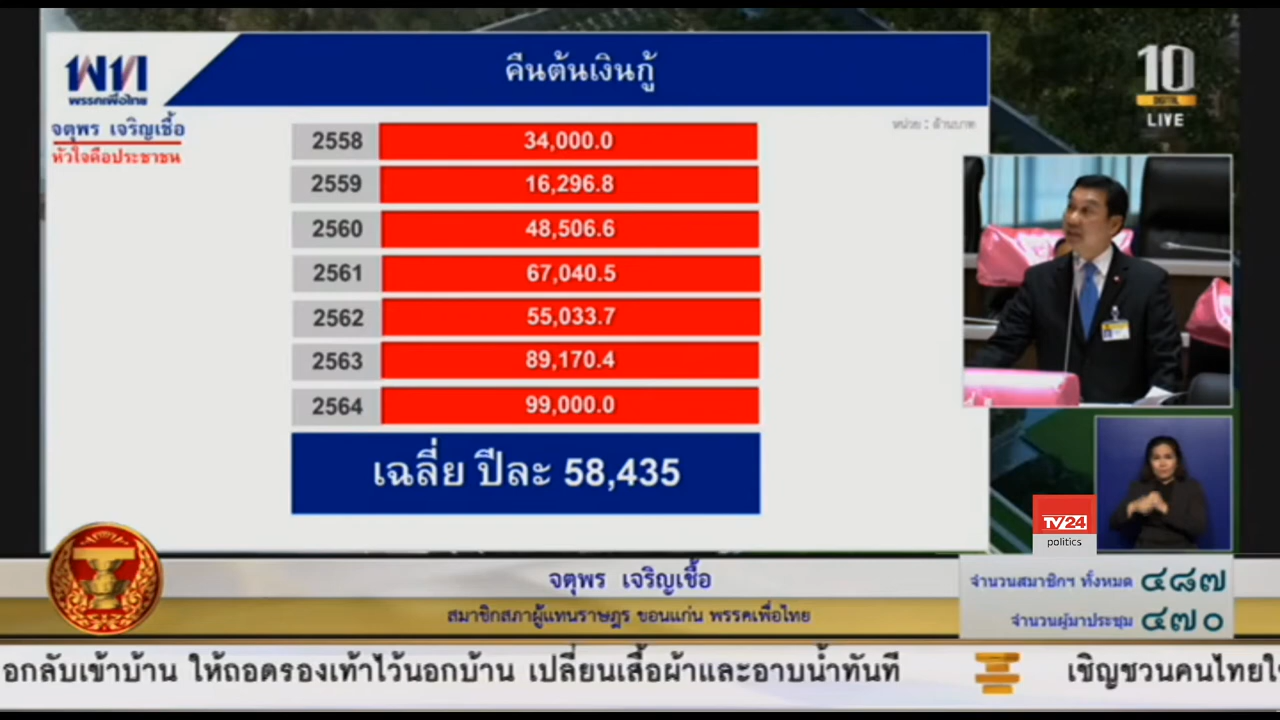 พท
พรรคเพื่อไทย
จตุพร เจริญเชื้อ
หัวใจคือประชาชน
คืนต้นเงินกู้
หน่วย : ล้านบาท
2558 34,000.0
2559 16,296.8
2560 48,506.6
2561 67,040.5
2562 55,033.7
2563 89,170.4
2564 99,000.0
เฉลี่ย ปีละ 58,435
10
DIGITAL
LIVE
TV24
politics
จตุพร เจริญเชื้อ
สมาชิกสภาผู้แทนราษฎร ขอนแก่น พรรคเพื่อไทย
จำนวนสมาชิกฯ ทั้งหมด ๔๘๗
จำนวนผู้มาประชุม ๔๗๐
อกลับเข้าบ้าน ให้ถอดรองเท้าไว้นอกบ้าน เปลี่ยนเสื้อผ้าและอาบน้ำทันที
เชิญชวนคนไทยใ